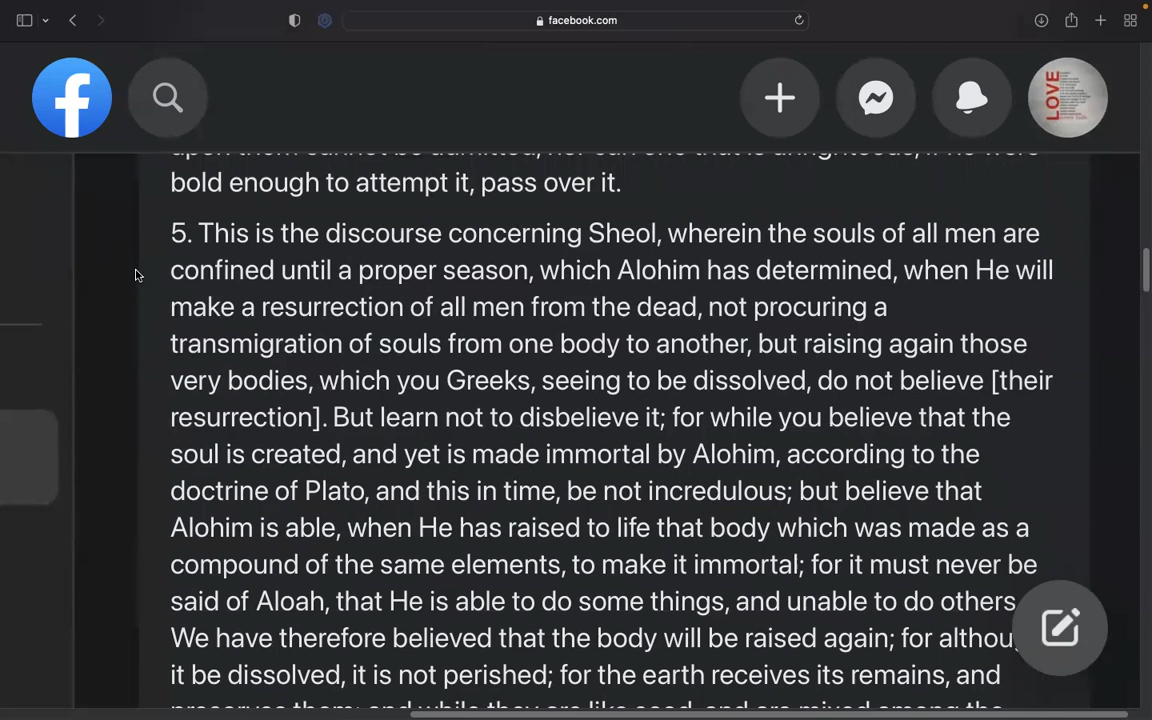 facebook.com
LOVE
bold enough to attempt it, pass over it.
5. This is the discourse concerning Sheol, wherein the souls of all men are
confined until a proper season, which Alohim has determined, when He will
make a resurrection of all men from the dead, not procuring a
transmigration of souls from one body to another, but raising again those
very bodies, which you Greeks, seeing to be dissolved, do not believe [their
resurrection]. But learn not to disbelieve it; for while you believe that the
soul is created, and yet is made immortal by Alohim, according to the
doctrine of Plato, and this in time, be not incredulous; but believe that
Alohim is able, when He has raised to life that body which was made as a
compound of the same elements, to make it immortal; for it must never be
said of Aloah, that He is able to do some things, and unable to do others
We have therefore believed that the body will be raised again; for althou
it be dissolved, it is not perished; for the earth receives its remains, and